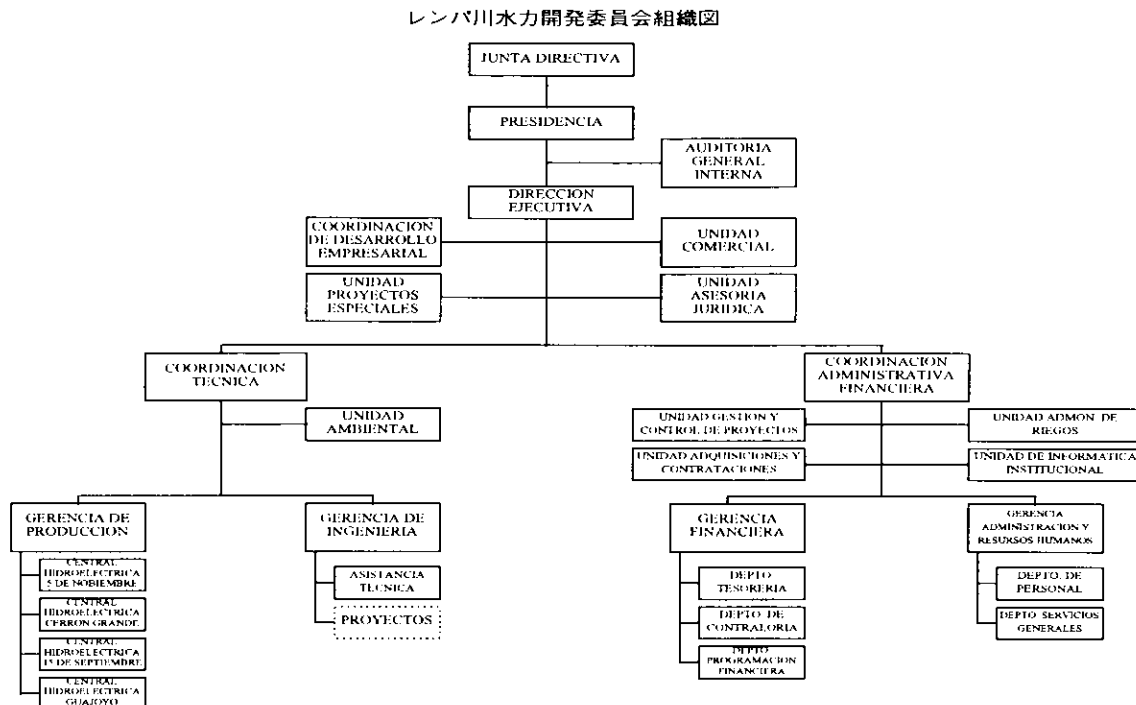 レンパ川水力開発委員会組織図
JUNTA DIRECTIVA
PRESIDENCIA
AUDITORIA
GENERAL
INTERNA
DIRECCION
EJECUTIVA
COORDINACION
DE DESARROLLO
EMPRESARIAL
UNIDAD
COMERCIAL
UNIDAD
PROYECTOS
ESPECIALES
UNIDAD
ASESORIA
JURIDICA
COORDINACION
TECNICA
COORDINACION
ADMINISTRATIVA
FINANCIERA
UNIDAD
AMBIENTAL
UNIDAD GESTION Y
CONTROL DE PROYECTOS
UNIDAD ADMON. DE
RIEGOS
UNIDAD ADQUISICIONES Y
CONTRATACIONES
UNIDAD DE INFORMATICA
INSTITUCIONAL
GERENCIA DE
PRODUCCION
GERENCIA DE
INGENIERIA
GERENCIA
FINANCIERA
GERENCIA
ADMINISTRACION Y
RESURSOS HUMANOS
CENTRAL
HIDROELECTRICA
5 DE NOBIEMBRE
CENTRAL
HIDROELECTRICA
CERRON GRANDE
CENTRAL
HIDROELECTRICA
15 DE SEPTIEMBRE
CENTRAL
HIDROELECTRICA
GUAJOYO
ASISTANCIA
TECNICA
PROYECTOS
DEPTO
TESORERIA
DEPTO DE
CONTRALORIA
DEPTO
PROGRAMACION
FINANCIERA
DEPTO. DE
PERSONAL
DEPTO SERVICIOS
GENERALES